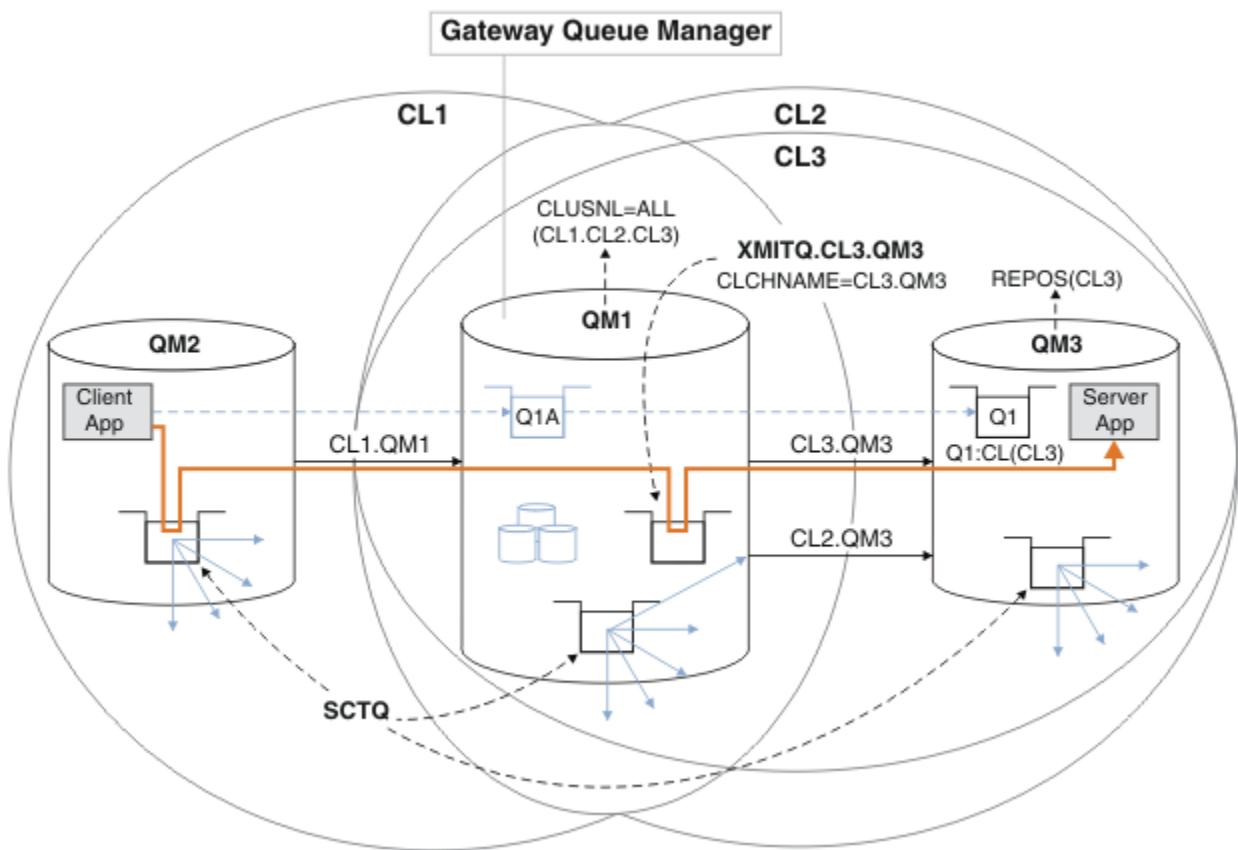 Gateway Queue Manager
CL1
CL2
CL3
CLUSNL=ALL
(CL1.CL2.CL3)
XMITQ.CL3.QM3
CLCHNAME=CL3.QM3
REPOS(CL3)
QM2
QM1
QM3
Client
App
Q1A
Q1
Server
App
CL1.QM1
CL3.QM3
Q1:CL(CL3)
CL2.QM3
SCTQ